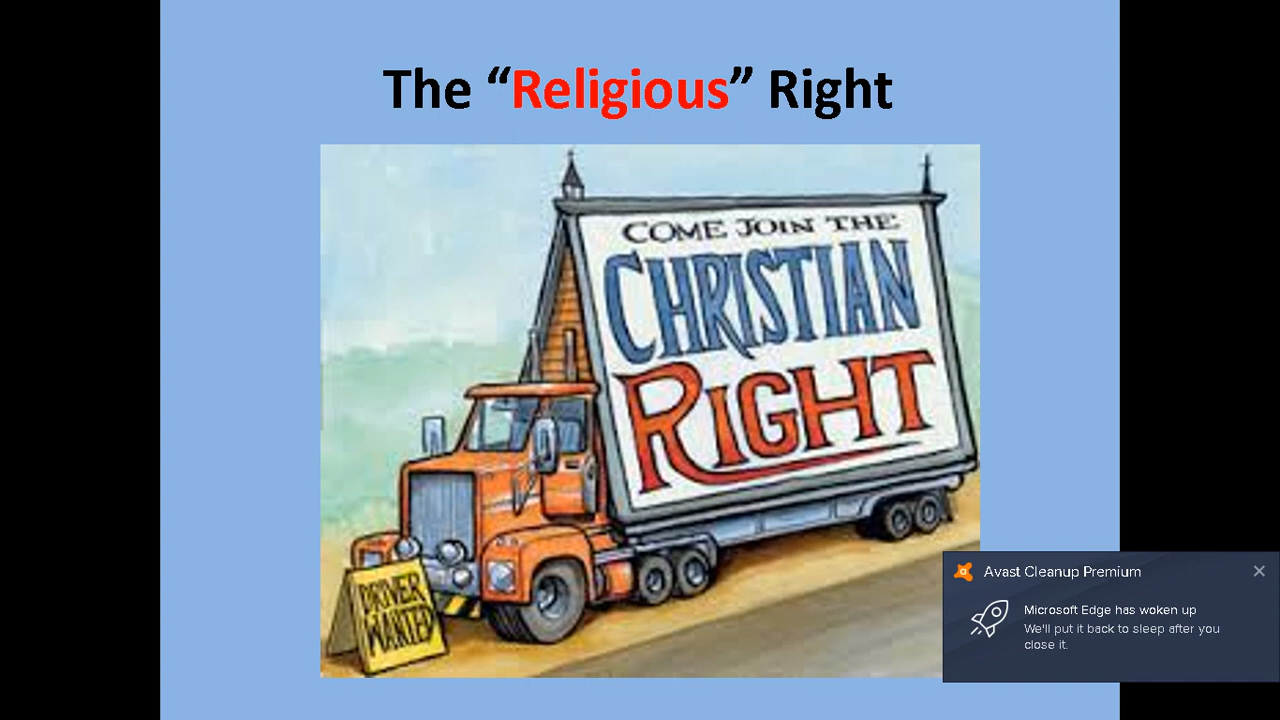 The “Religious” Right
COME JOIN THE
CHRISTIAN
RIGHT
DRIVER
WANTED
Avast Cleanup Premium
Microsoft Edge has woken up
We'll put it back to sleep after you
close it.